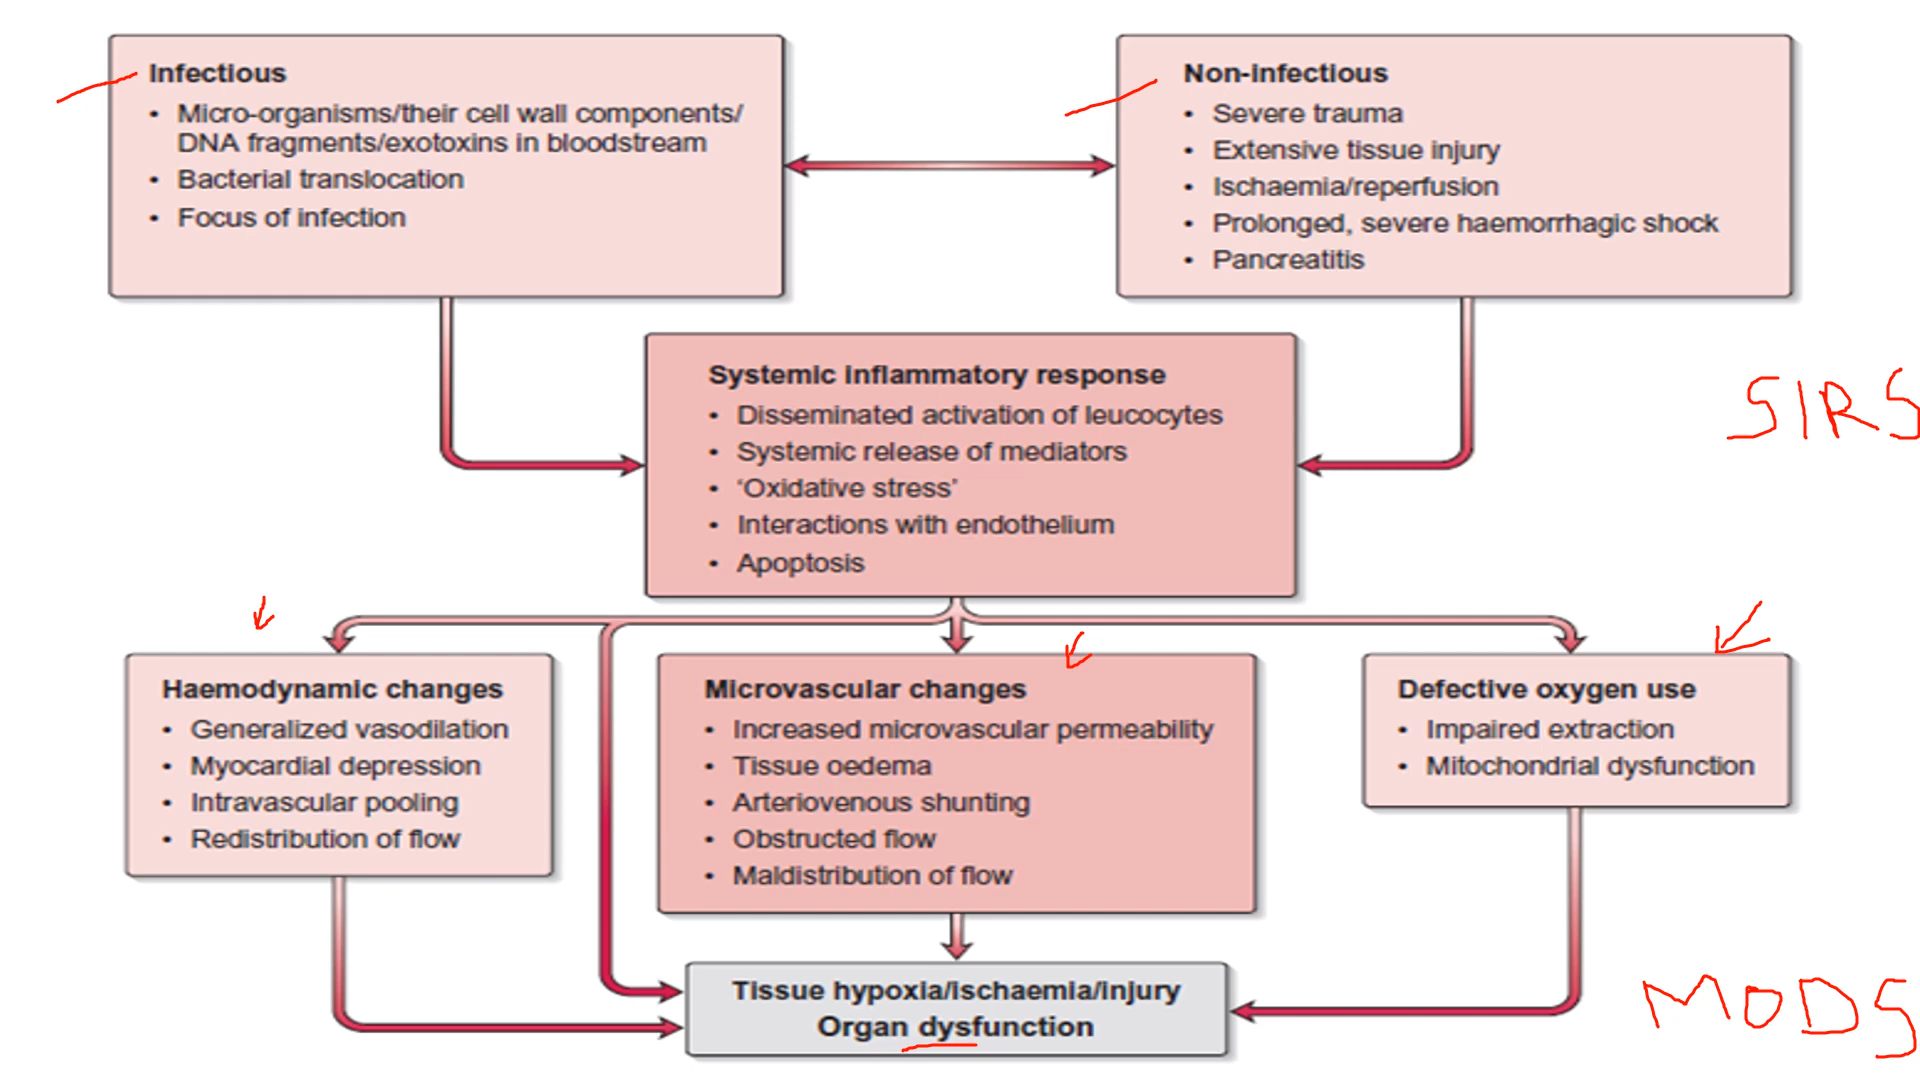 Infectious
• Micro-organisms/their cell wall components/
DNA fragments/exotoxins in bloodstream
• Bacterial translocation
• Focus of infection
Non-infectious
• Severe trauma
• Extensive tissue injury
• Ischaemia/reperfusion
• Prolonged, severe haemorrhagic shock
• Pancreatitis
Systemic inflammatory response
• Disseminated activation of leucocytes
• Systemic release of mediators
• ‘Oxidative stress’
• Interactions with endothelium
• Apoptosis
SIRS
Haemodynamic changes
• Generalized vasodilation
• Myocardial depression
• Intravascular pooling
• Redistribution of flow
Microvascular changes
• Increased microvascular permeability
• Tissue oedema
• Arteriovenous shunting
• Obstructed flow
• Maldistribution of flow
Defective oxygen use
• Impaired extraction
• Mitochondrial dysfunction
Tissue hypoxia/ischaemia/injury
Organ dysfunction
MODS